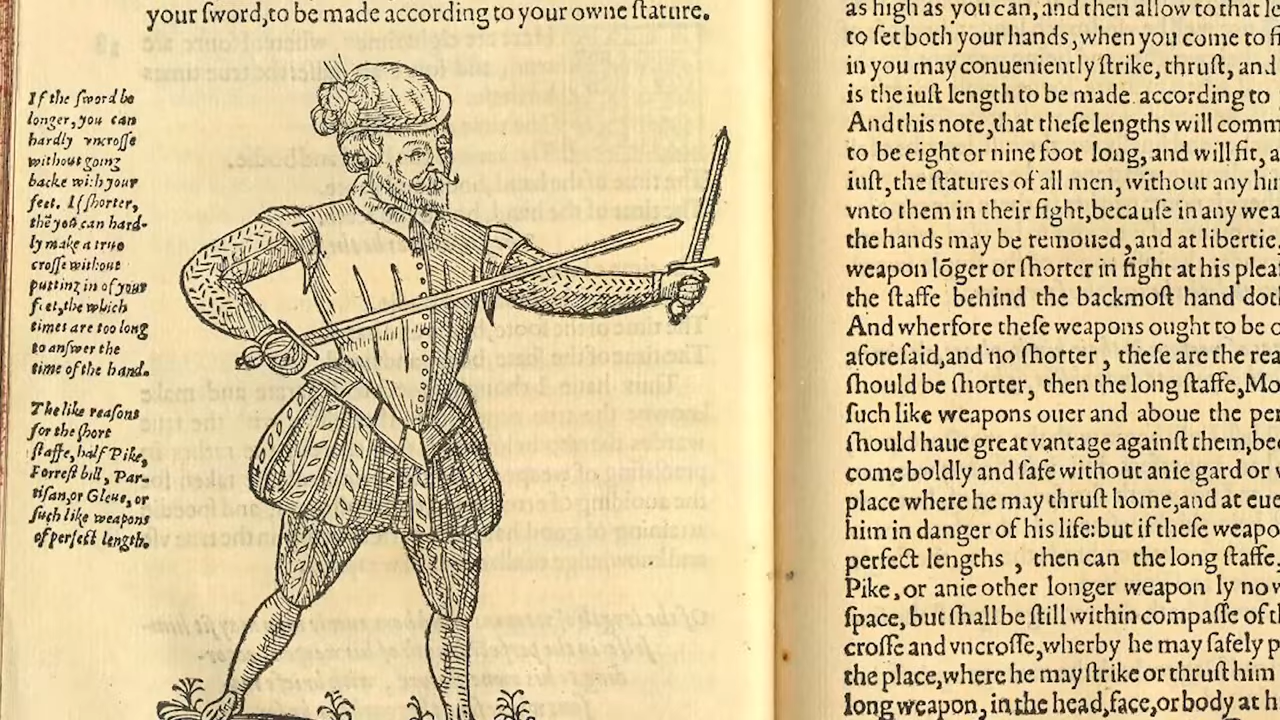 your ſword,to be made according to your owne ſtature.
If the ſword be
longer,you can
hardly vncroſſe
without going
backe with your
feet. If ſhorter,
thē you can hard-
ly make a true
croſſe without
putting in of your
feet,the which
times are too long
to anſwer the
time of the hand.
The like reaſons
for the ſhort
ſtaffe, half Pike,
Forreſt bill, Par-
tiſan,or Gleue, or
ſuch like weapons
of perfect length.
as high as you can, and then allow to that le
to ſet both your hands, when you come to fi
in you may conueniently ſtrike, thruſt, and
is the iuſt length to be made according to
And this note,that theſe lengths will comm
to be eight or nine foot long, and will fit, a
iuſt, the ſtatures of all men, without any hin
vnto them in their fight,becauſe in any wea
the hands may be remoued, and at libertie,
weapon lōger or ſhorter in fight at his plea
the ſtaffe behind the backmoſt hand doth
And wherfore theſe weapons ought to be o
aforeſaid,and no ſhorter , theſe are the rea
ſhould be ſhorter, then the long ſtaffe, Mo
ſuch like weapons ouer and aboue the per
ſhould haue great vantage againſt them,bec
come boldly and ſafe without anie gard or w
place where he may thruſt home,and at eue
him in danger of his life:but if theſe weapo
perfect lengths , then can the long ſtaffe,
Pike, or anie other longer weapon ly now
ſpace, but ſhall be ſtill within compaſſe of th
croſſe and vncroſſe,wherby he may ſafely p
the place,where he may ſtrike or thruſt him
long weapon, in the head,face,or body at h